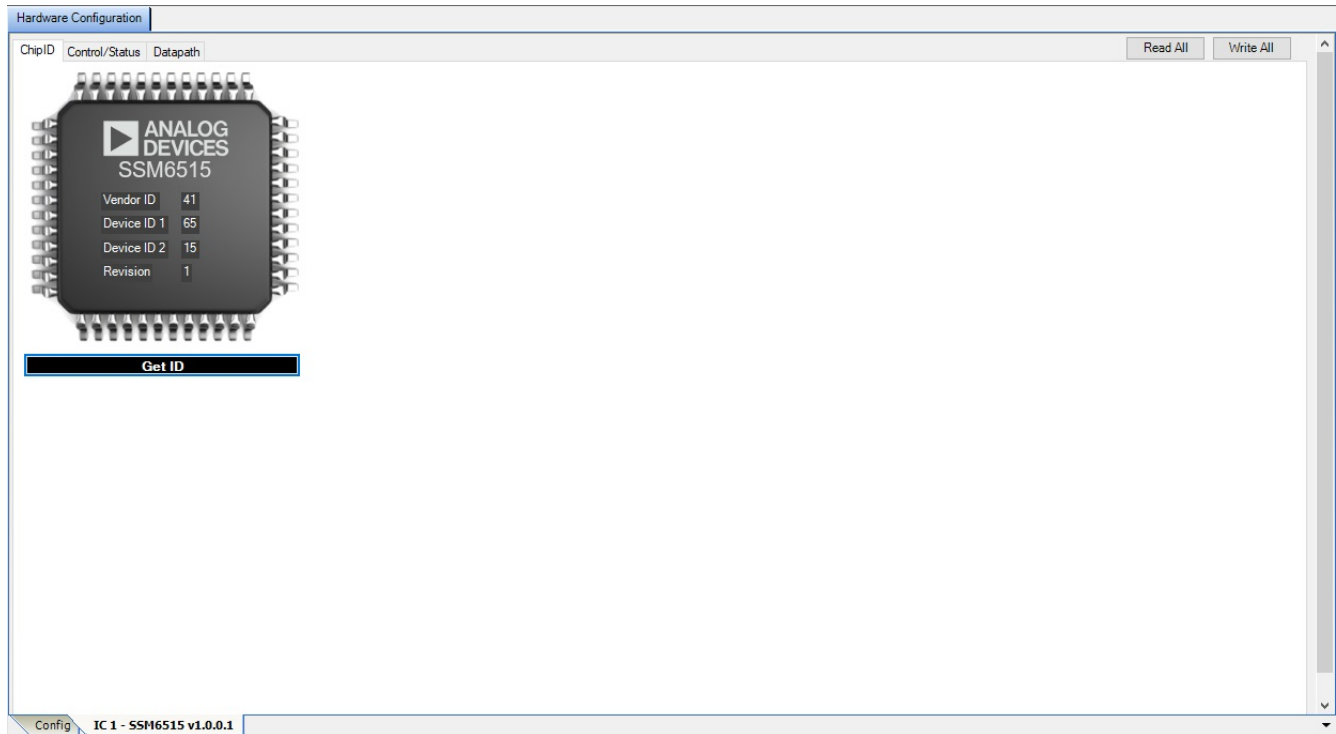 Hardware Configuration
ChipID Control/Status Datapath Read All Write All
ANALOG
DEVICES
SSM6515
Vendor ID 41
Device ID 1 65
Device ID 2 15
Revision 1
Get ID
Config IC 1 - SSM6515 v1.0.0.1